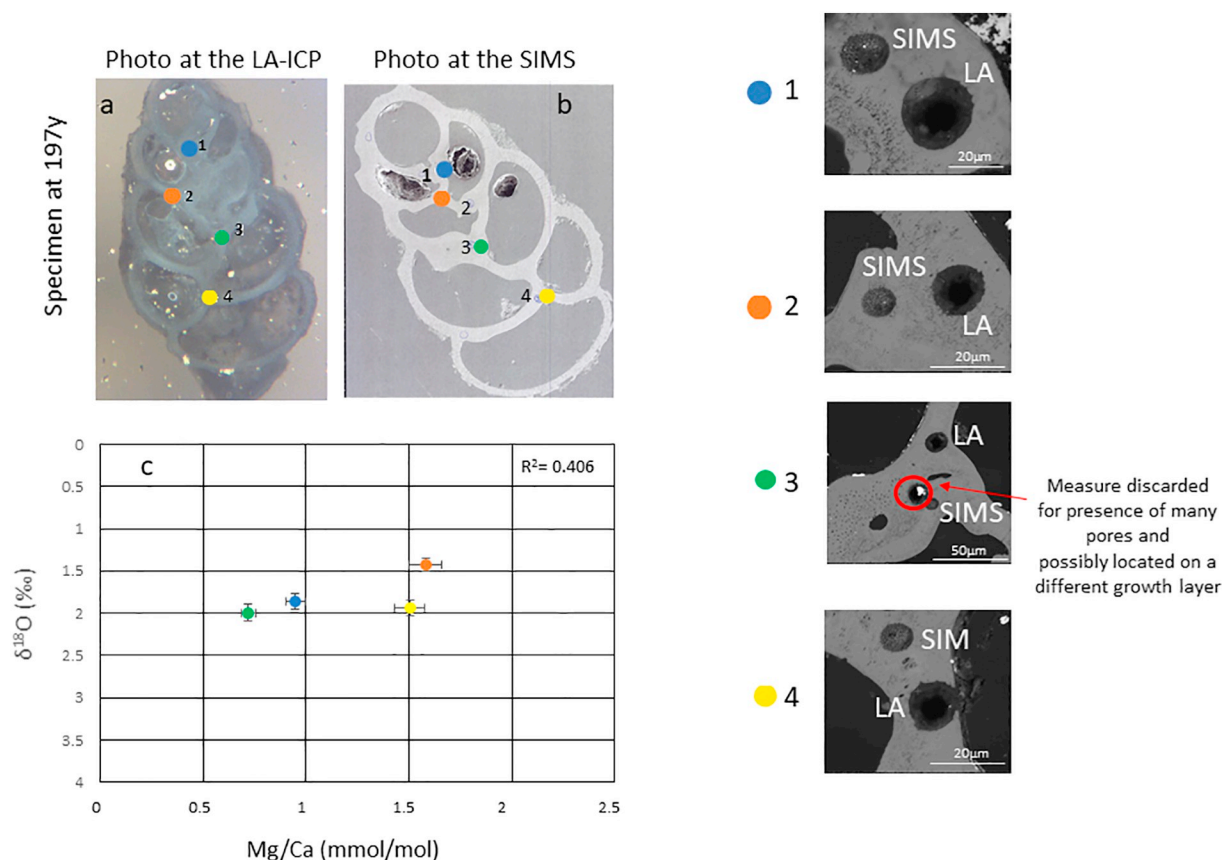 Photo at the LA-ICP
Photo at the SIMS
Specimen at 197y
a
1
2
3
4
b
1
2
3
4
c
R²= 0.406
0
0.5
1
1.5
2
2.5
3
3.5
4
δ¹⁸O (‰)
0
0.5
1
1.5
2
2.5
Mg/Ca (mmol/mol)
1
SIMS
LA
20µm
2
SIMS
LA
20µm
3
LA
SIMS
50µm
Measure discarded
for presence of many
pores and
possibly located on a
different growth layer
4
SIM
LA
20µm